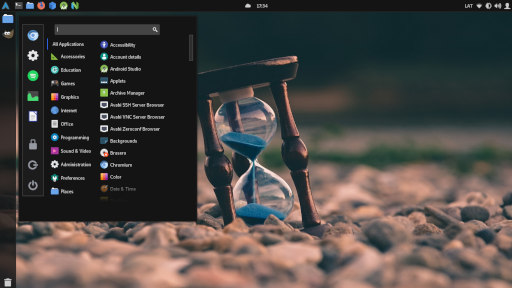 LAT
17:34
All Applications
Accessories
Education
Games
Graphics
Internet
Office
Programming
Sound & Video
Administration
Preferences
Places
Accessibility
Account details
Android Studio
Applets
Archive Manager
Avahi SSH Server Browser
Avahi VNC Server Browser
Avahi Zeroconf Browser
Backgrounds
Brasero
Chromium
Color
Date & Time